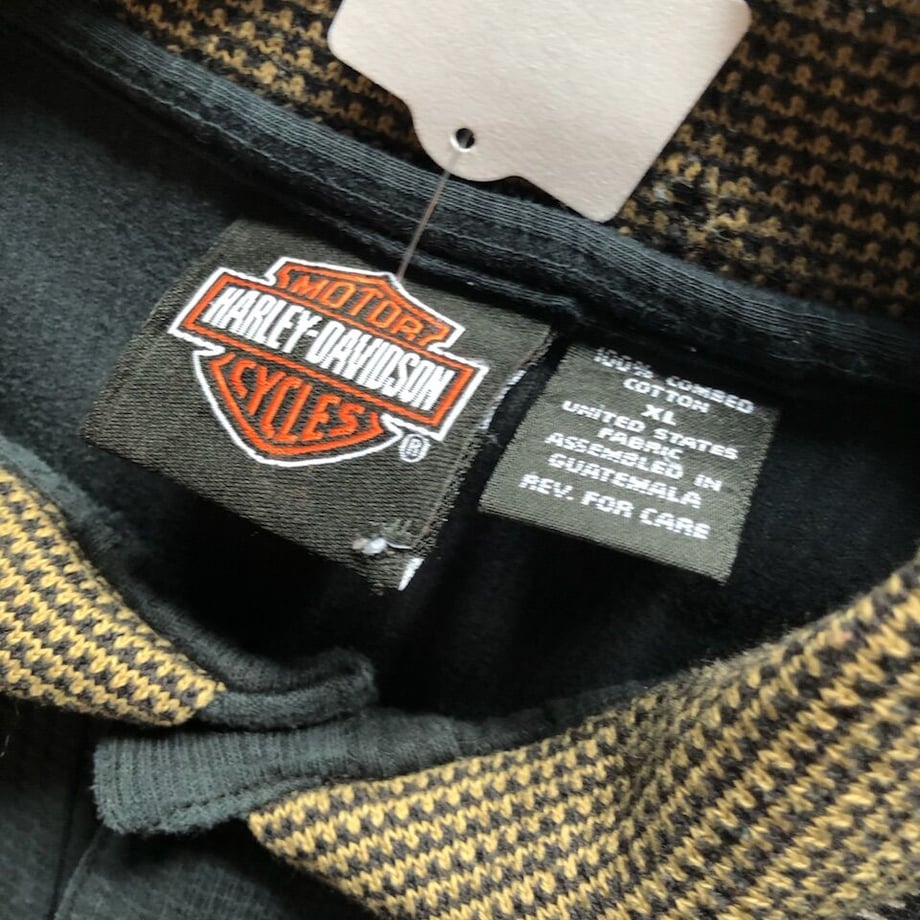 MOTOR
HARLEY-DAVIDSON
CYCLES
®
100% COMBED
COTTON
XL
UNITED STATES
FABRIC
ASSEMBLED IN
GUATEMALA
REV. FOR CARE